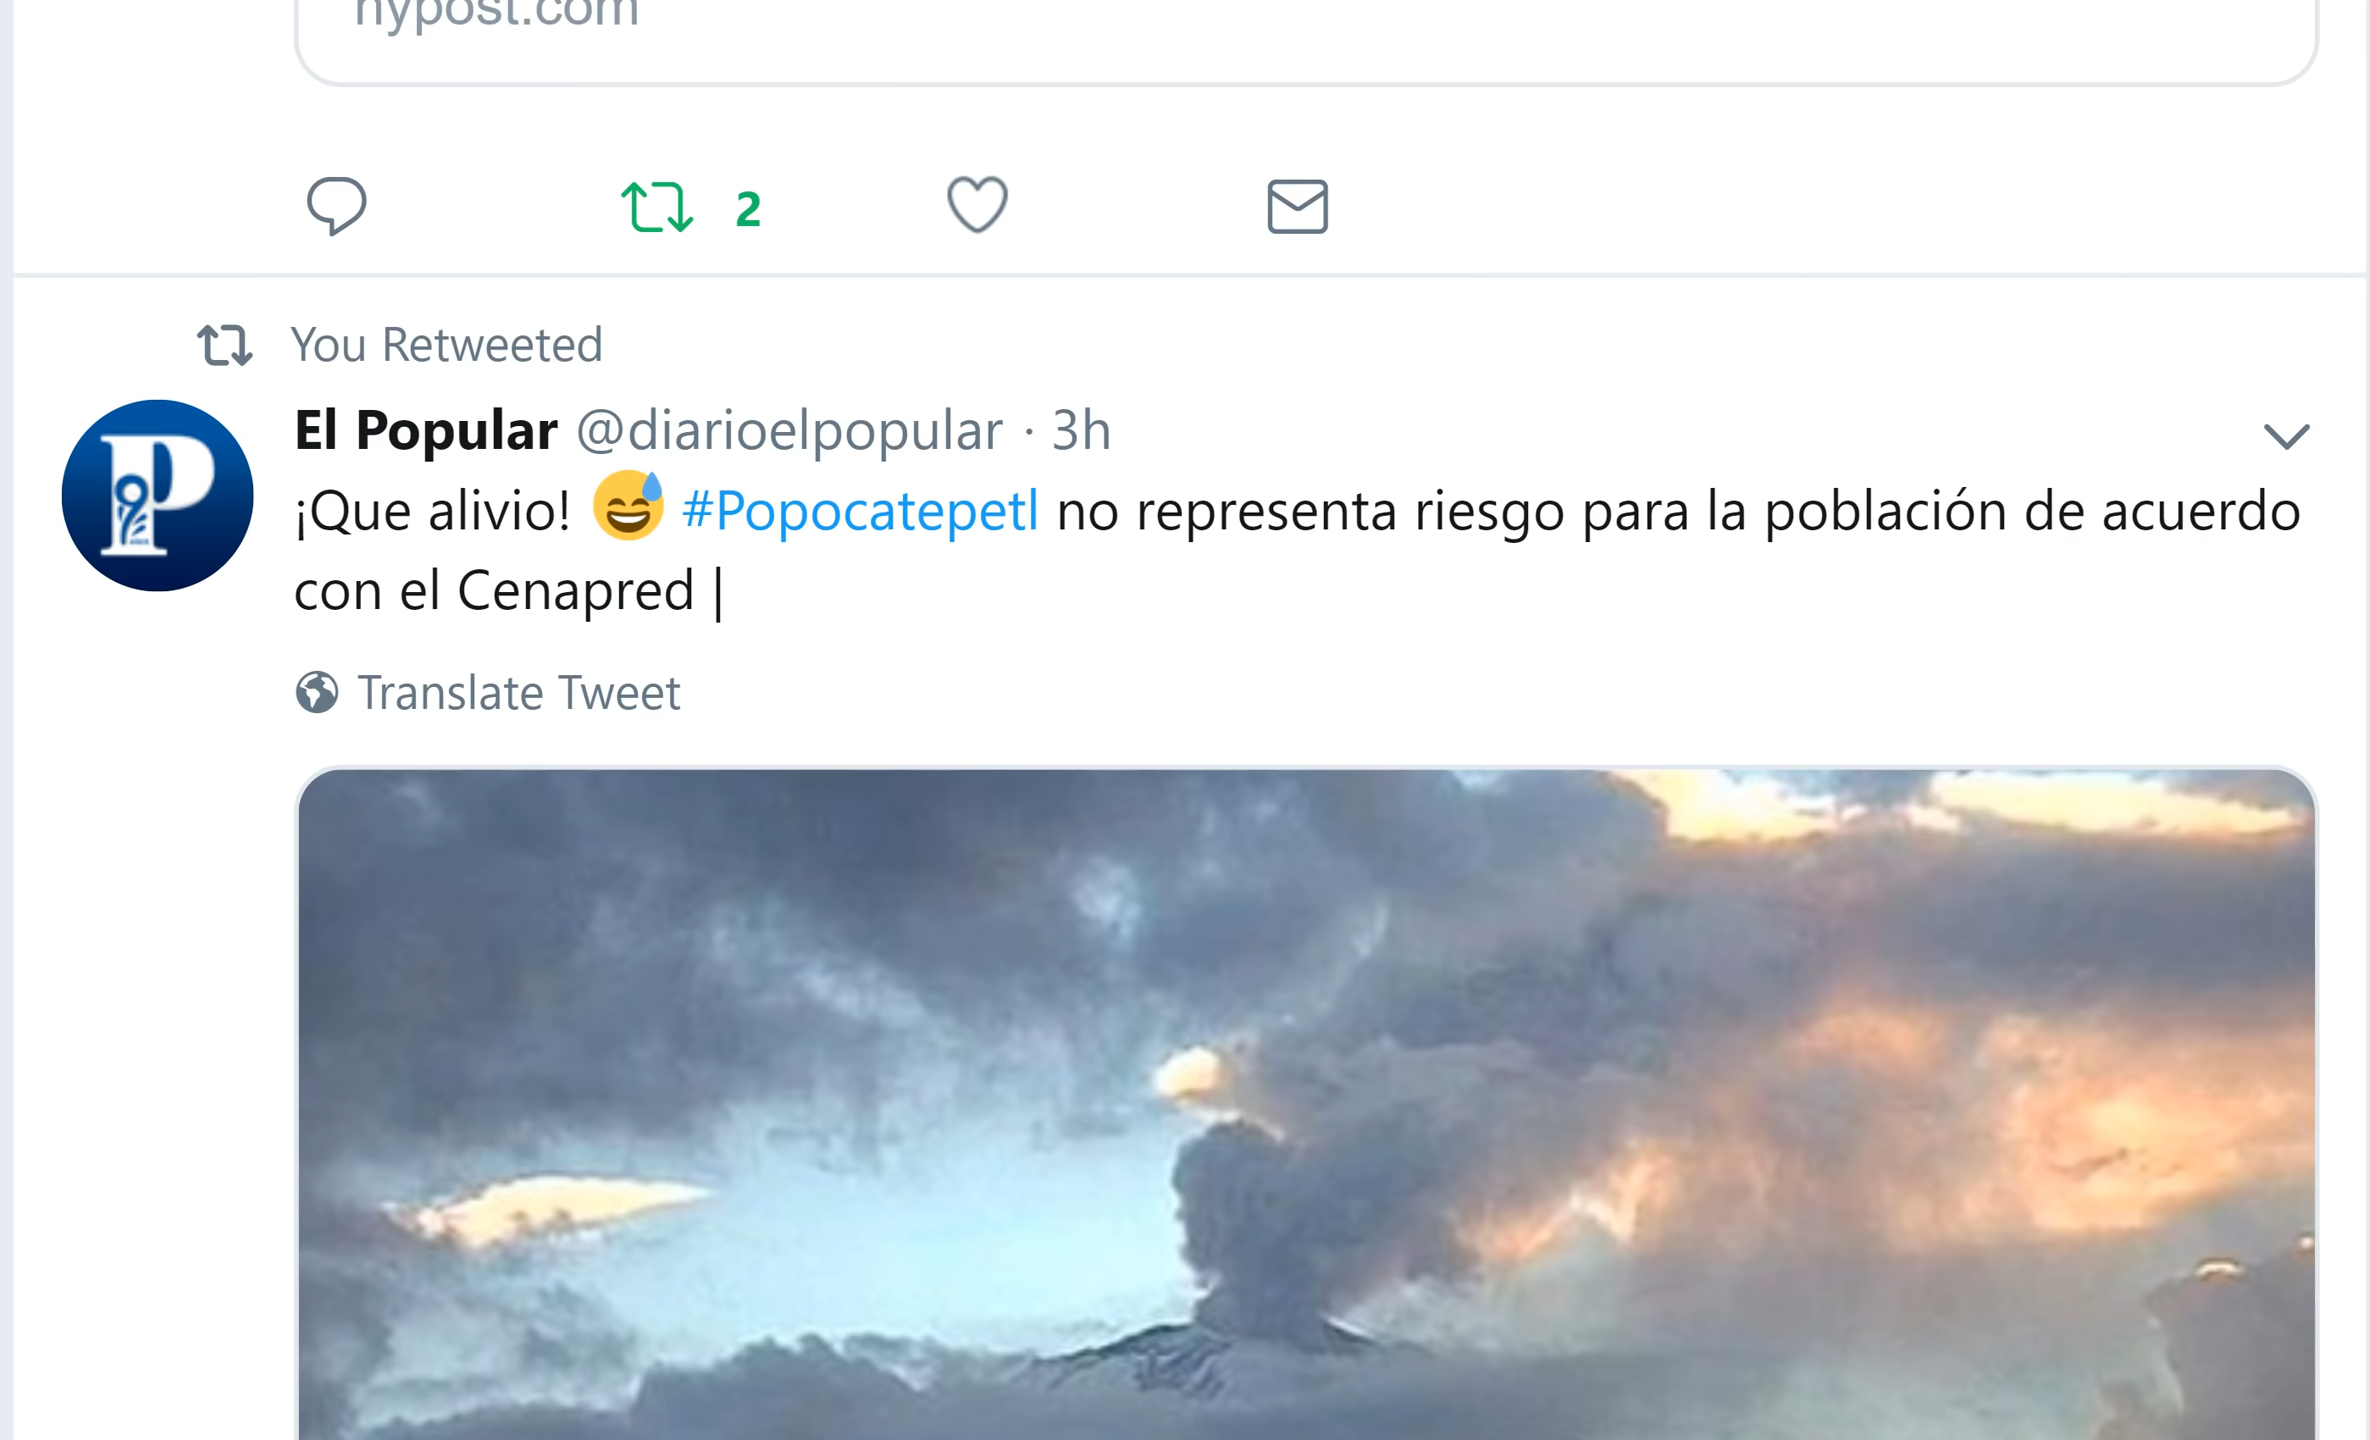 nypost.com
2
You Retweeted
El Popular @diarioelpopular · 3h
¡Que alivio! 😅 #Popocatepetl no representa riesgo para la población de acuerdo
con el Cenapred |
Translate Tweet